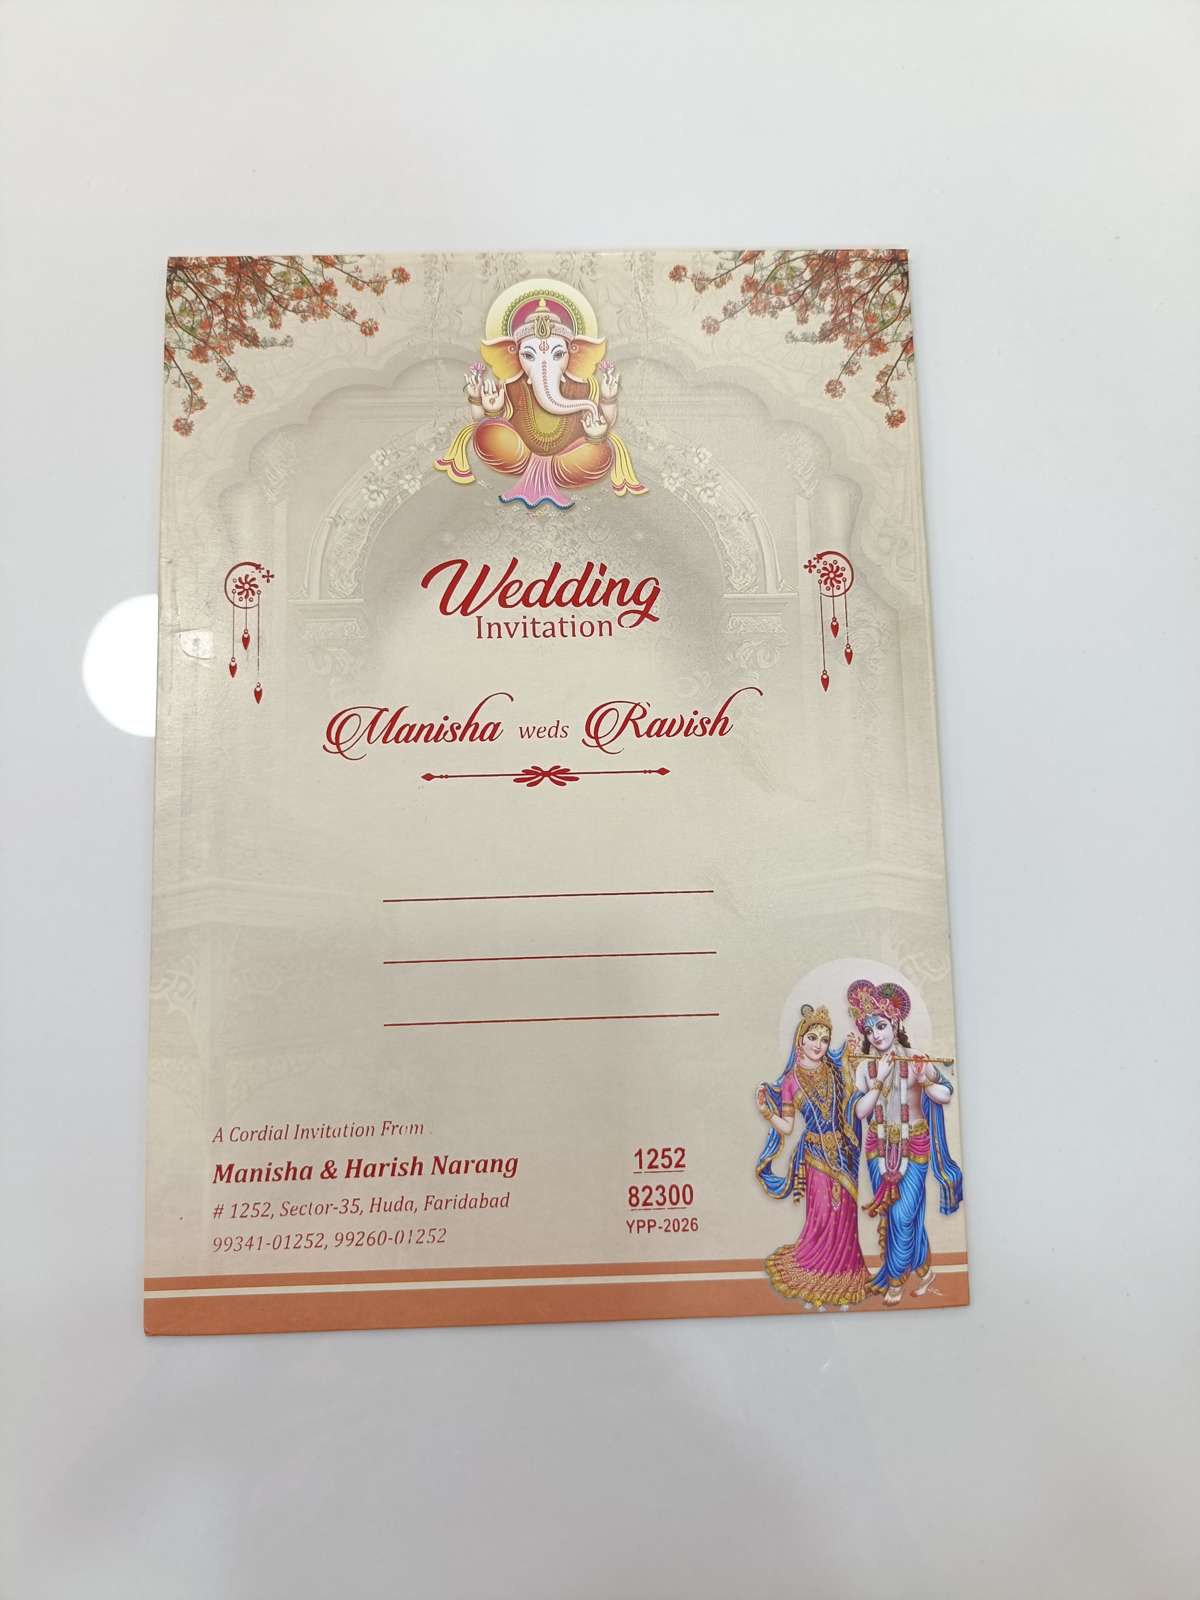 Wedding
Invitation
Manisha weds Ravish
A Cordial Invitation From
Manisha & Harish Narang
# 1252, Sector-35, Huda, Faridabad
99341-01252, 99260-01252
1252
82300
YPP-2026